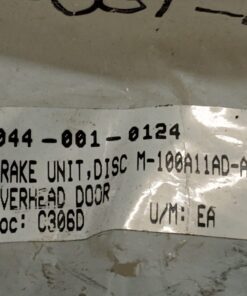 044-001-0124
RAKE UNIT,DISC M-100A11AD-A
VERHEAD DOOR
oc: C306D U/M: EA